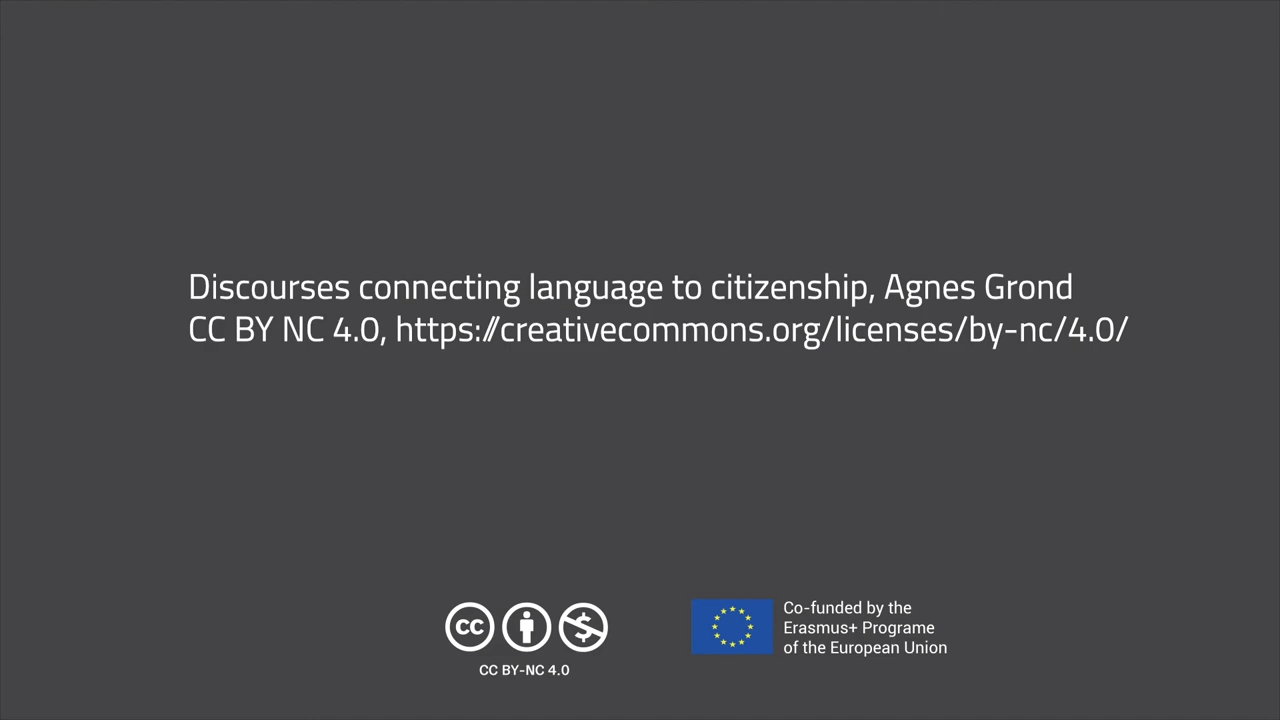 Discourses connecting language to citizenship, Agnes Grond
CC BY NC 4.0, https://creativecommons.org/licenses/by-nc/4.0/
CC
CC BY-NC 4.0
Co-funded by the
Erasmus+ Programe
of the European Union